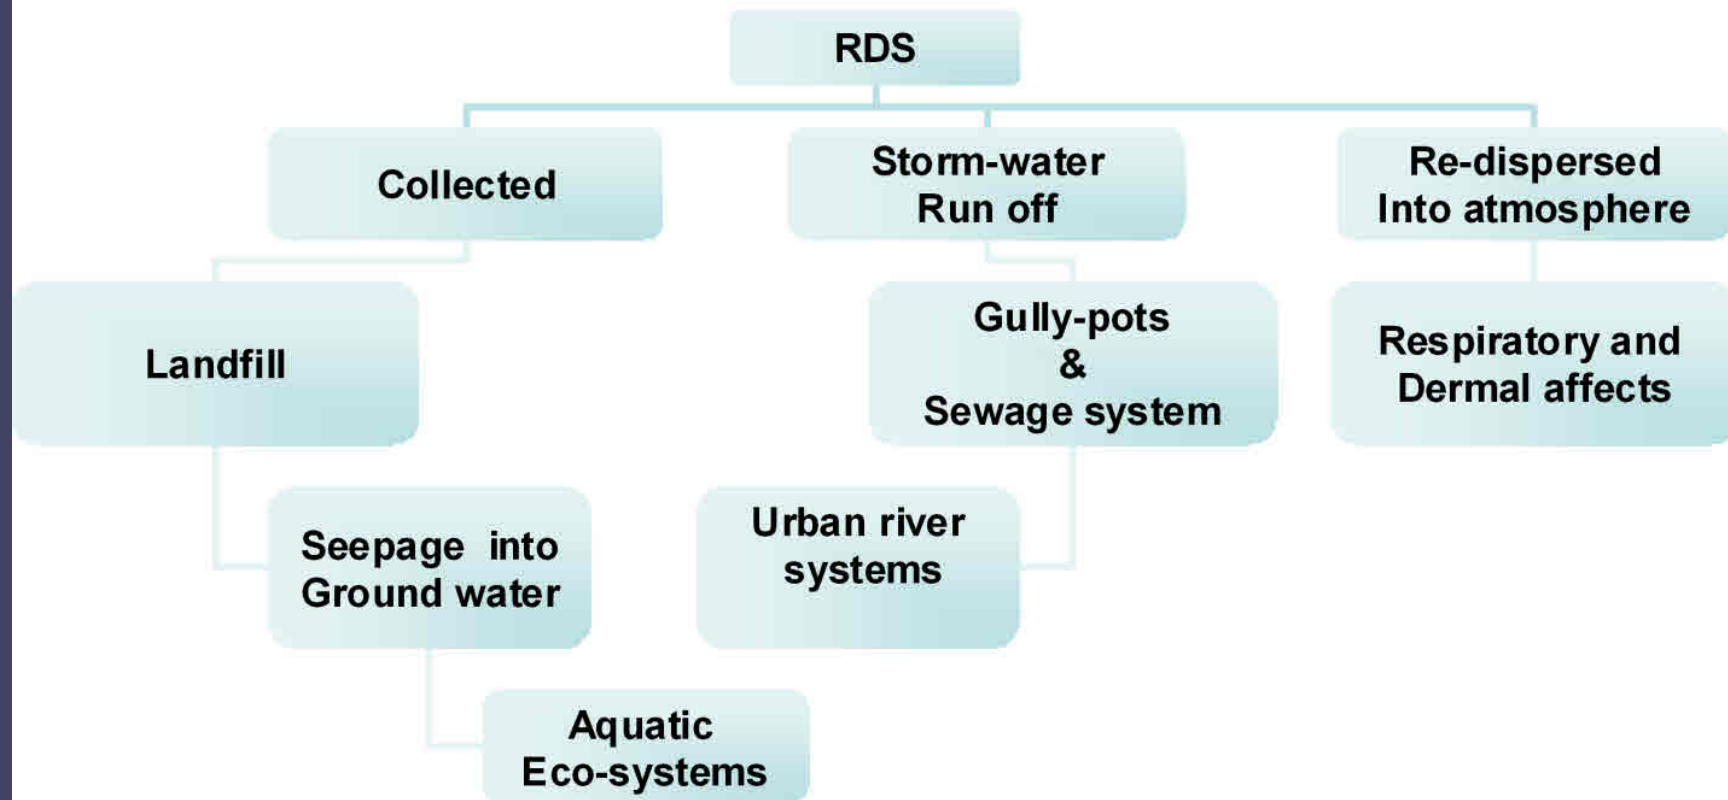 RDS
Collected
Storm-water
Run off
Re-dispersed
Into atmosphere
Landfill
Gully-pots
&
Sewage system
Respiratory and
Dermal affects
Seepage into
Ground water
Urban river
systems
Aquatic
Eco-systems